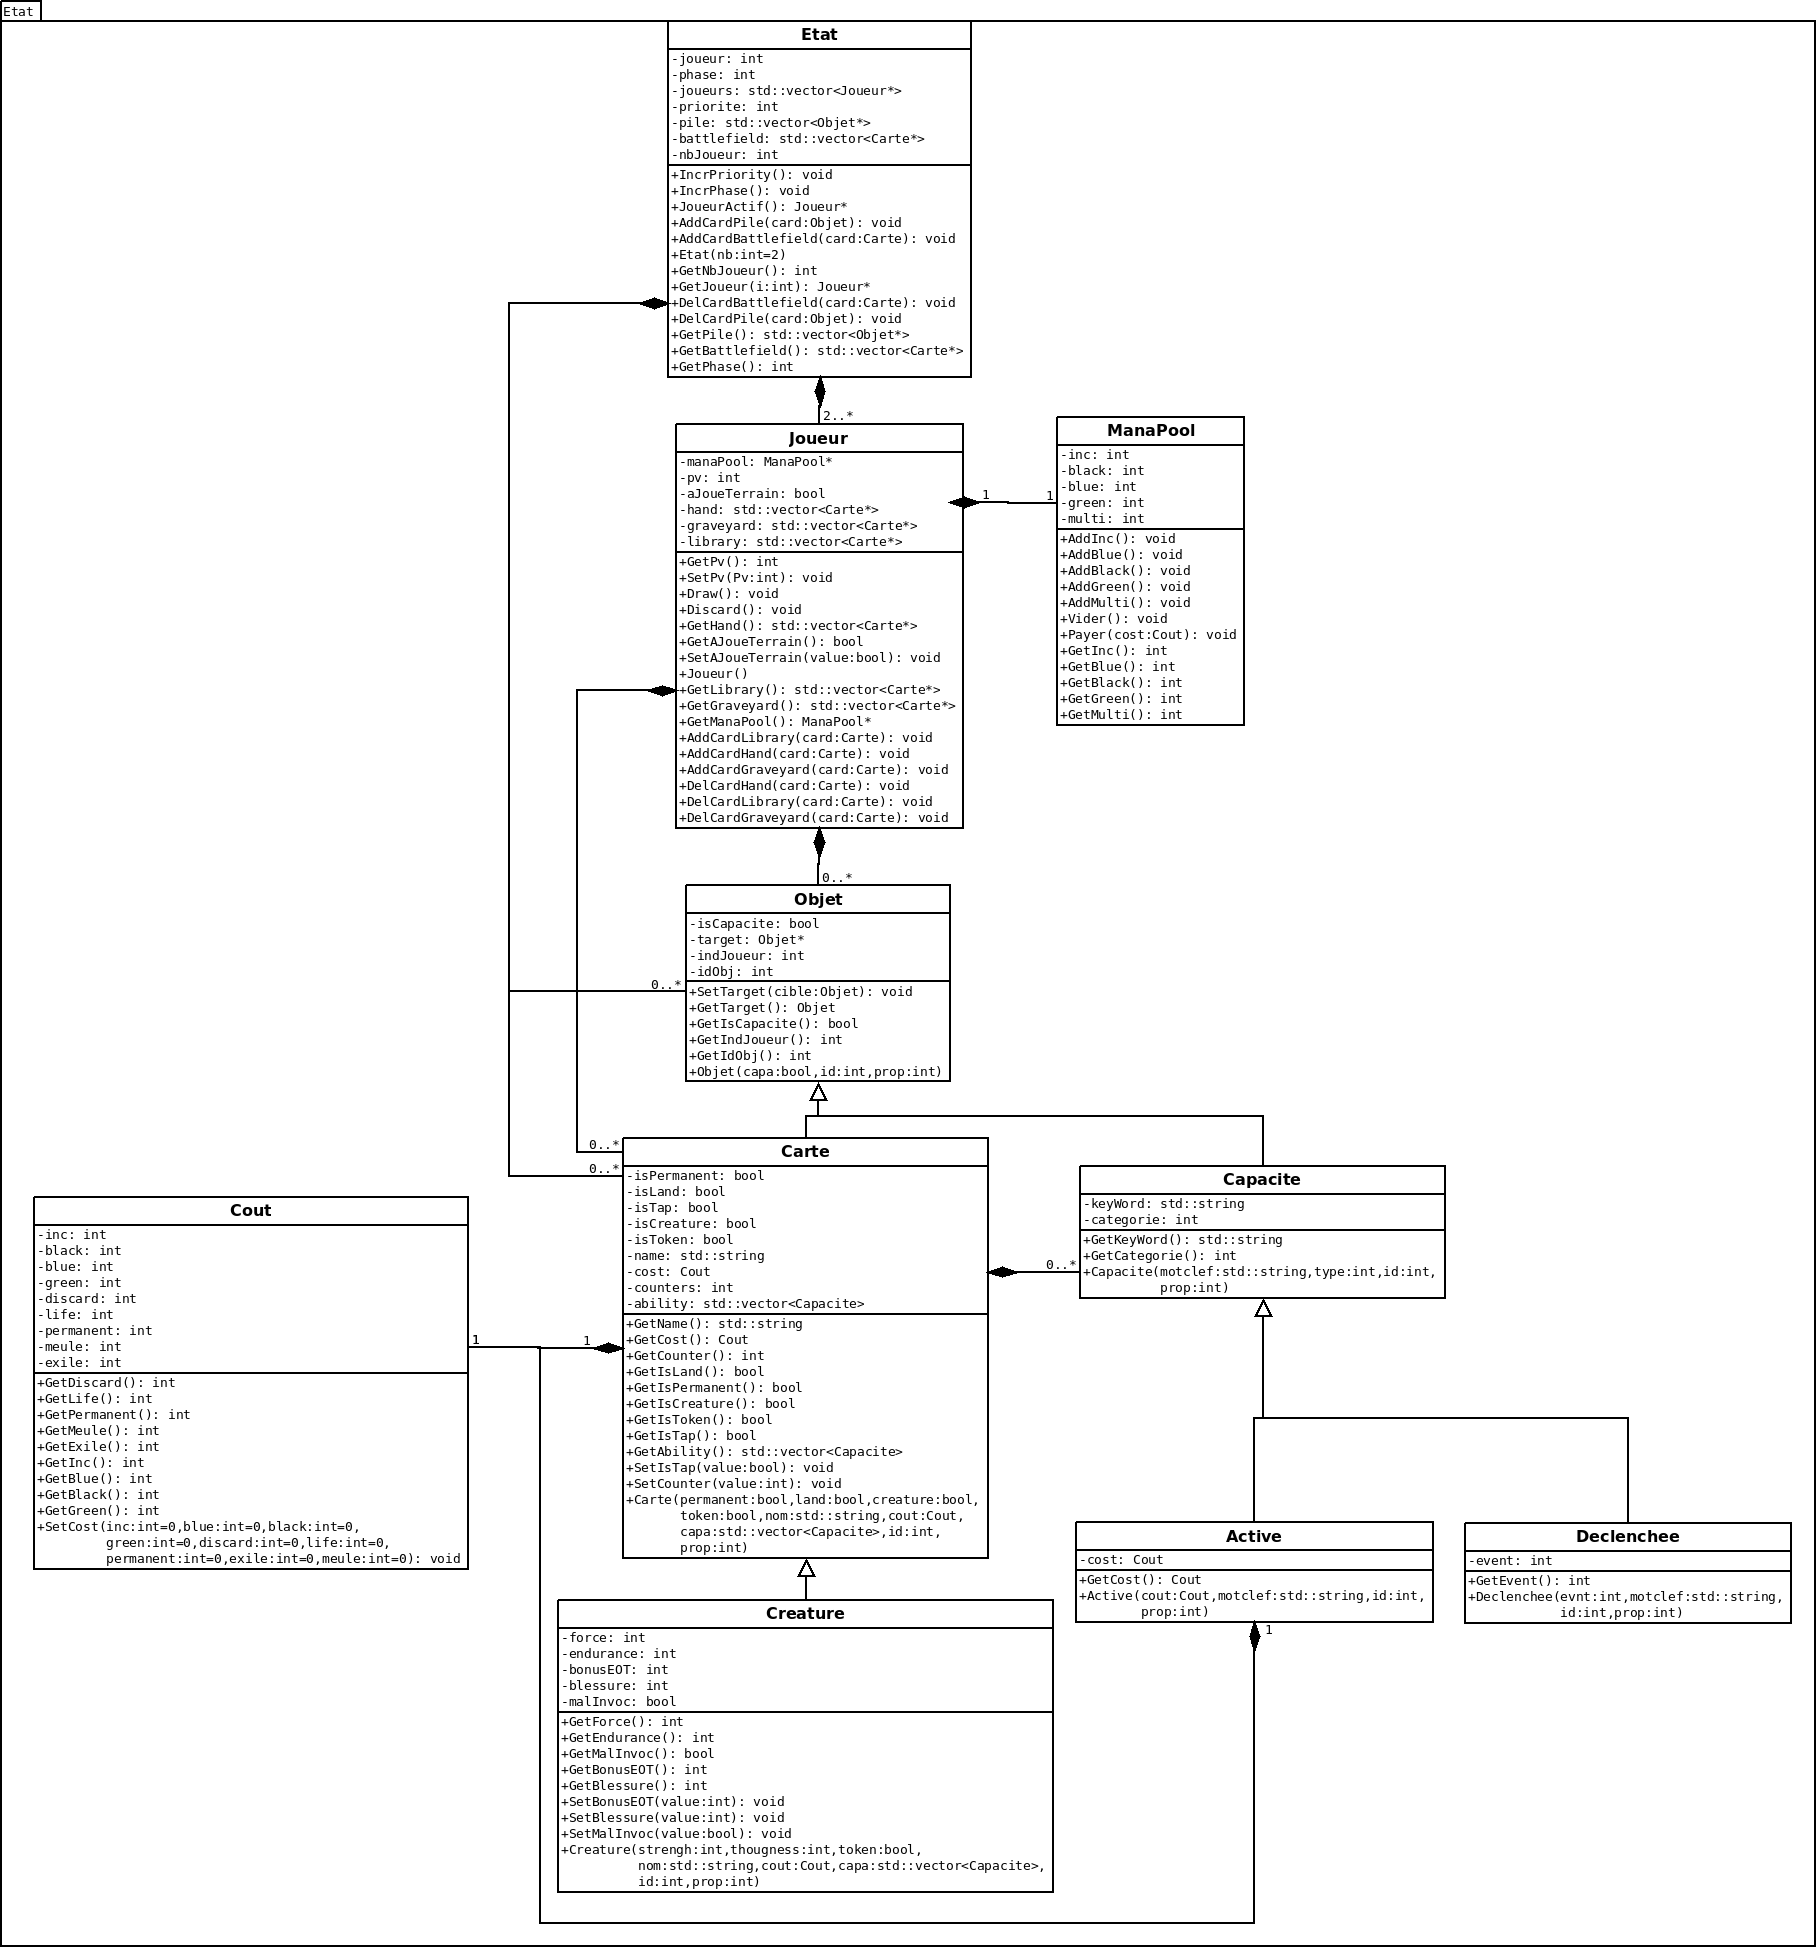 Etat
Etat
-joueur: int
-phase: int
-joueurs: std::vector<Joueur*>
-priorite: int
-pile: std::vector<Objet*>
-battlefield: std::vector<Carte*>
-nbJoueur: int
+IncrPriority(): void
+IncrPhase(): void
+JoueurActif(): Joueur*
+AddCardPile(card:Objet): void
+AddCardBattlefield(card:Carte): void
+Etat(nb:int=2)
+GetNbJoueur(): int
+GetJoueur(i:int): Joueur*
+DelCardBattlefield(card:Carte): void
+DelCardPile(card:Objet): void
+GetPile(): std::vector<Objet*>
+GetBattlefield(): std::vector<Carte*>
+GetPhase(): int
2..*
Joueur
-manaPool: ManaPool*
-pv: int
-aJoueTerrain: bool
-hand: std::vector<Carte*>
-graveyard: std::vector<Carte*>
-library: std::vector<Carte*>
+GetPv(): int
+SetPv(Pv:int): void
+Draw(): void
+Discard(): void
+GetHand(): std::vector<Carte*>
+GetAJoueTerrain(): bool
+SetAJoueTerrain(value:bool): void
+Joueur()
+GetLibrary(): std::vector<Carte*>
+GetGraveyard(): std::vector<Carte*>
+GetManaPool(): ManaPool*
+AddCardLibrary(card:Carte): void
+AddCardHand(card:Carte): void
+AddCardGraveyard(card:Carte): void
+DelCardHand(card:Carte): void
+DelCardLibrary(card:Carte): void
+DelCardGraveyard(card:Carte): void
1
1
ManaPool
-inc: int
-black: int
-blue: int
-green: int
-multi: int
+AddInc(): void
+AddBlue(): void
+AddBlack(): void
+AddGreen(): void
+AddMulti(): void
+Vider(): void
+Payer(cost:Cout): void
+GetInc(): int
+GetBlue(): int
+GetBlack(): int
+GetGreen(): int
+GetMulti(): int
0..*
Objet
-isCapacite: bool
-target: Objet*
-indJoueur: int
-idObj: int
+SetTarget(cible:Objet): void
+GetTarget(): Objet
+GetIsCapacite(): bool
+GetIndJoueur(): int
+GetIdObj(): int
+Objet(capa:bool,id:int,prop:int)
0..*
0..*
0..*
Carte
-isPermanent: bool
-isLand: bool
-isTap: bool
-isCreature: bool
-isToken: bool
-name: std::string
-cost: Cout
-counters: int
-ability: std::vector<Capacite>
+GetName(): std::string
+GetCost(): Cout
+GetCounter(): int
+GetIsLand(): bool
+GetIsPermanent(): bool
+GetIsCreature(): bool
+GetIsToken(): bool
+GetIsTap(): bool
+GetAbility(): std::vector<Capacite>
+SetIsTap(value:bool): void
+SetCounter(value:int): void
+Carte(permanent:bool,land:bool,creature:bool,
token:bool,nom:std::string,cout:Cout,
capa:std::vector<Capacite>,id:int,
prop:int)
0..*
Capacite
-keyWord: std::string
-categorie: int
+GetKeyWord(): std::string
+GetCategorie(): int
+Capacite(motclef:std::string,type:int,id:int,
prop:int)
Cout
-inc: int
-black: int
-blue: int
-green: int
-discard: int
-life: int
-permanent: int
-meule: int
-exile: int
+GetDiscard(): int
+GetLife(): int
+GetPermanent(): int
+GetMeule(): int
+GetExile(): int
+GetInc(): int
+GetBlue(): int
+GetBlack(): int
+GetGreen(): int
+SetCost(inc:int=0,blue:int=0,black:int=0,
green:int=0,discard:int=0,life:int=0,
permanent:int=0,exile:int=0,meule:int=0): void
1
1
Active
-cost: Cout
+GetCost(): Cout
+Active(cout:Cout,motclef:std::string,id:int,
prop:int)
1
Declenchee
-event: int
+GetEvent(): int
+Declenchee(evnt:int,motclef:std::string,
id:int,prop:int)
Creature
-force: int
-endurance: int
-bonusEOT: int
-blessure: int
-malInvoc: bool
+GetForce(): int
+GetEndurance(): int
+GetMalInvoc(): bool
+GetBonusEOT(): int
+GetBlessure(): int
+SetBonusEOT(value:int): void
+SetBlessure(value:int): void
+SetMalInvoc(value:bool): void
+Creature(strengh:int,thougness:int,token:bool,
nom:std::string,cout:Cout,capa:std::vector<Capacite>,
id:int,prop:int)